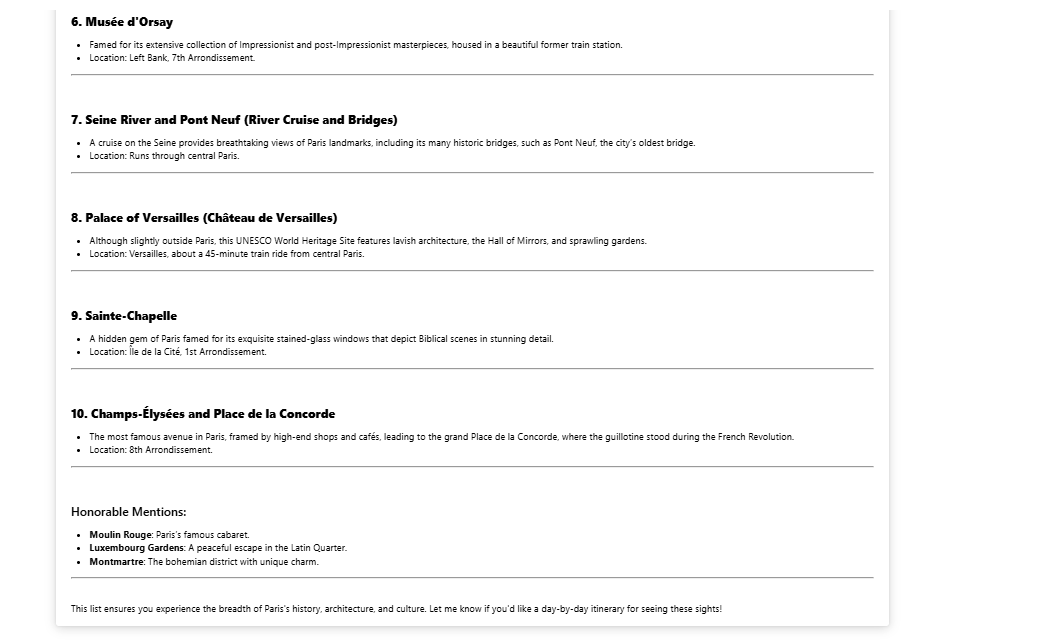 6. Musée d'Orsay
• Famed for its extensive collection of Impressionist and post-Impressionist masterpieces, housed in a beautiful former train station.
• Location: Left Bank, 7th Arrondissement.
7. Seine River and Pont Neuf (River Cruise and Bridges)
• A cruise on the Seine provides breathtaking views of Paris landmarks, including its many historic bridges, such as Pont Neuf, the city's oldest bridge.
• Location: Runs through central Paris.
8. Palace of Versailles (Château de Versailles)
• Although slightly outside Paris, this UNESCO World Heritage Site features lavish architecture, the Hall of Mirrors, and sprawling gardens.
• Location: Versailles, about a 45-minute train ride from central Paris.
9. Sainte-Chapelle
• A hidden gem of Paris famed for its exquisite stained-glass windows that depict Biblical scenes in stunning detail.
• Location: Île de la Cité, 1st Arrondissement.
10. Champs-Élysées and Place de la Concorde
• The most famous avenue in Paris, framed by high-end shops and cafés, leading to the grand Place de la Concorde, where the guillotine stood during the French Revolution.
• Location: 8th Arrondissement.
Honorable Mentions:
• Moulin Rouge: Paris's famous cabaret.
• Luxembourg Gardens: A peaceful escape in the Latin Quarter.
• Montmartre: The bohemian district with unique charm.
This list ensures you experience the breadth of Paris's history, architecture, and culture. Let me know if you'd like a day-by-day itinerary for seeing these sights!